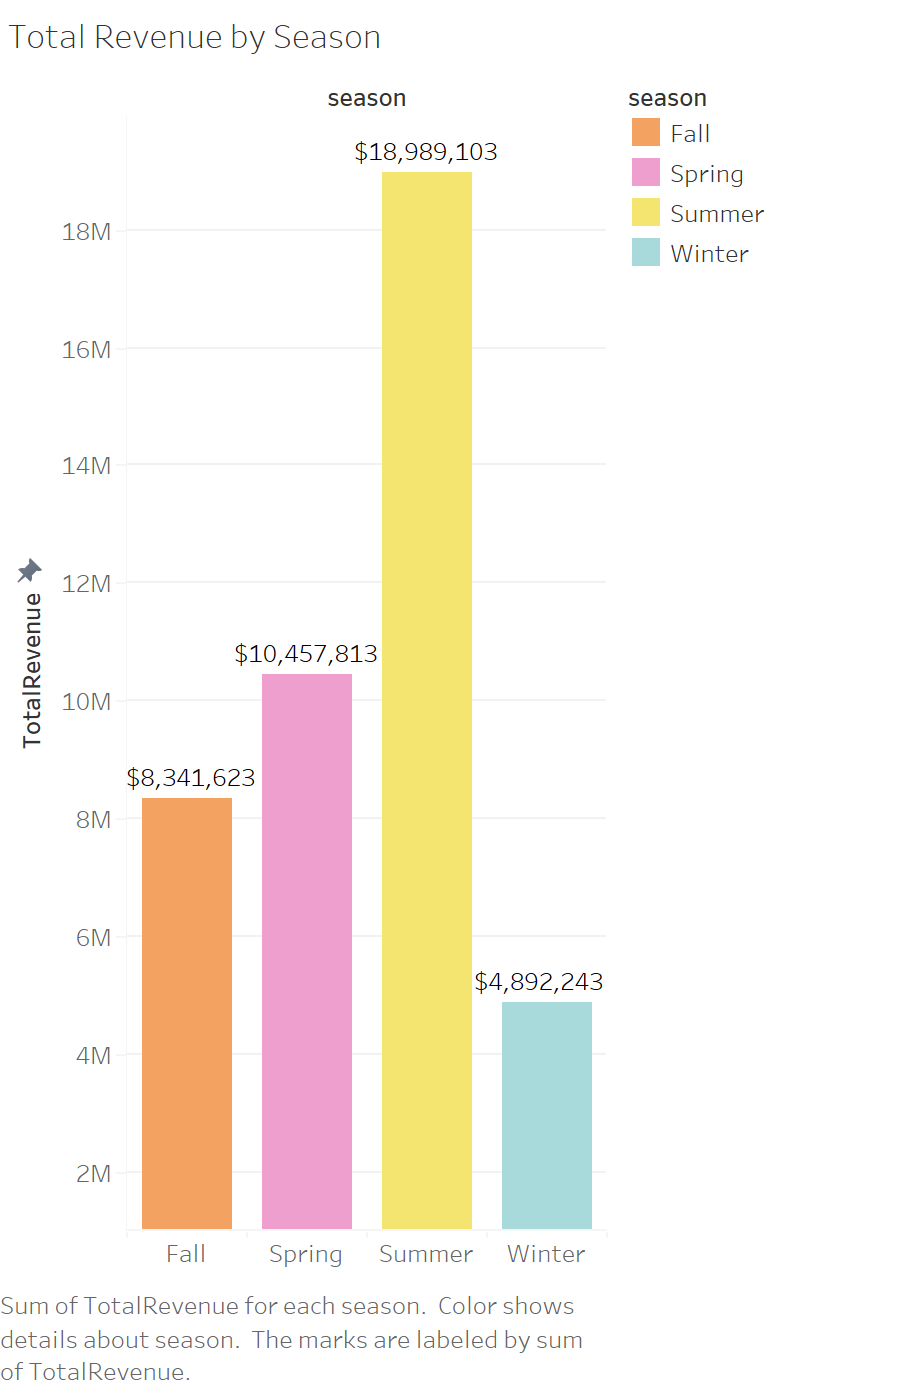 Total Revenue by Season
season
season
Fall
Spring
Summer
Winter
$18,989,103
18M
16M
14M
12M
TotalRevenue
$10,457,813
10M
$8,341,623
8M
6M
$4,892,243
4M
2M
Fall Spring Summer Winter
Sum of TotalRevenue for each season.  Color shows
details about season.  The marks are labeled by sum
of TotalRevenue.